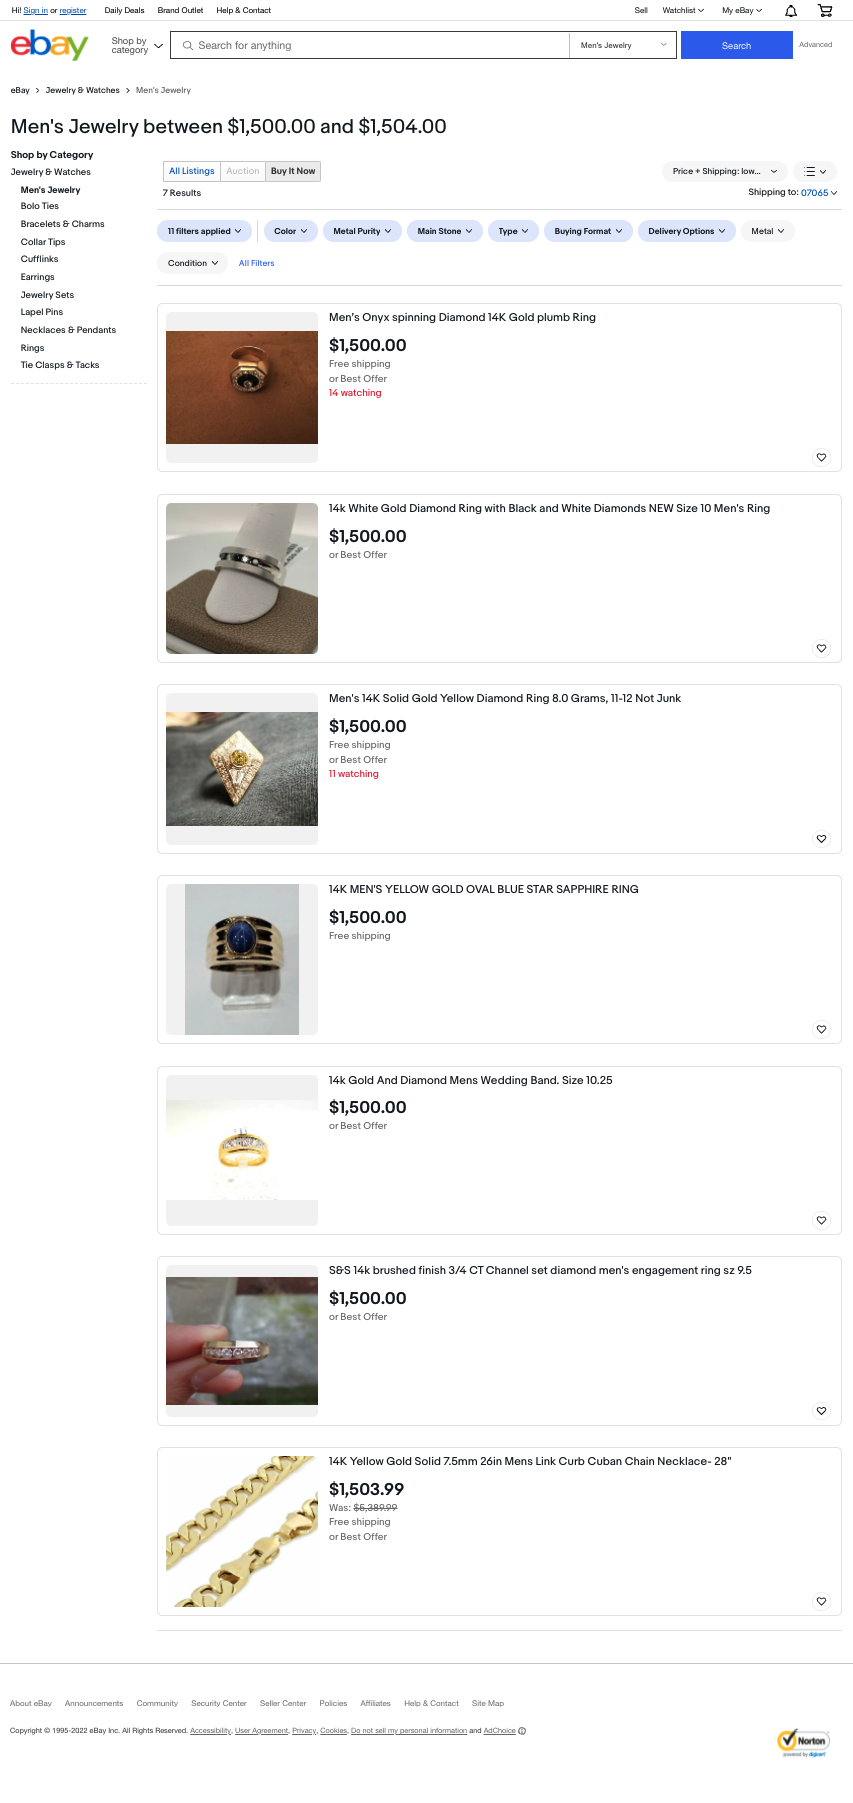 Hi! Sign in or register Daily Deals Brand Outlet Help & Contact Sell Watchlist My eBay
ebay Shop by category Search for anything Men's Jewelry Search Advanced
eBay Jewelry & Watches Men's Jewelry
Men's Jewelry between $1,500.00 and $1,504.00
Shop by Category
Jewelry & Watches
Men's Jewelry
Bolo Ties
Bracelets & Charms
Collar Tips
Cufflinks
Earrings
Jewelry Sets
Lapel Pins
Necklaces & Pendants
Rings
Tie Clasps & Tacks
All Listings Auction Buy It Now Price + Shipping: low...
7 Results Shipping to: 07065
11 filters applied Color Metal Purity Main Stone Type Buying Format Delivery Options Metal
Condition All Filters
Men's Onyx spinning Diamond 14K Gold plumb Ring
$1,500.00
Free shipping
or Best Offer
14 watching
14k White Gold Diamond Ring with Black and White Diamonds NEW Size 10 Men's Ring
$1,500.00
or Best Offer
Men's 14K Solid Gold Yellow Diamond Ring 8.0 Grams, 11-12 Not Junk
$1,500.00
Free shipping
or Best Offer
11 watching
14K MEN'S YELLOW GOLD OVAL BLUE STAR SAPPHIRE RING
$1,500.00
Free shipping
14k Gold And Diamond Mens Wedding Band. Size 10.25
$1,500.00
or Best Offer
S&S 14k brushed finish 3/4 CT Channel set diamond men's engagement ring sz 9.5
$1,500.00
or Best Offer
14K Yellow Gold Solid 7.5mm 26in Mens Link Curb Cuban Chain Necklace- 28"
$1,503.99
Was: $5,389.99
Free shipping
or Best Offer
About eBay Announcements Community Security Center Seller Center Policies Affiliates Help & Contact Site Map
Copyright © 1995-2022 eBay Inc. All Rights Reserved. Accessibility, User Agreement, Privacy, Cookies, Do not sell my personal information and AdChoice
Norton
powered by digicert